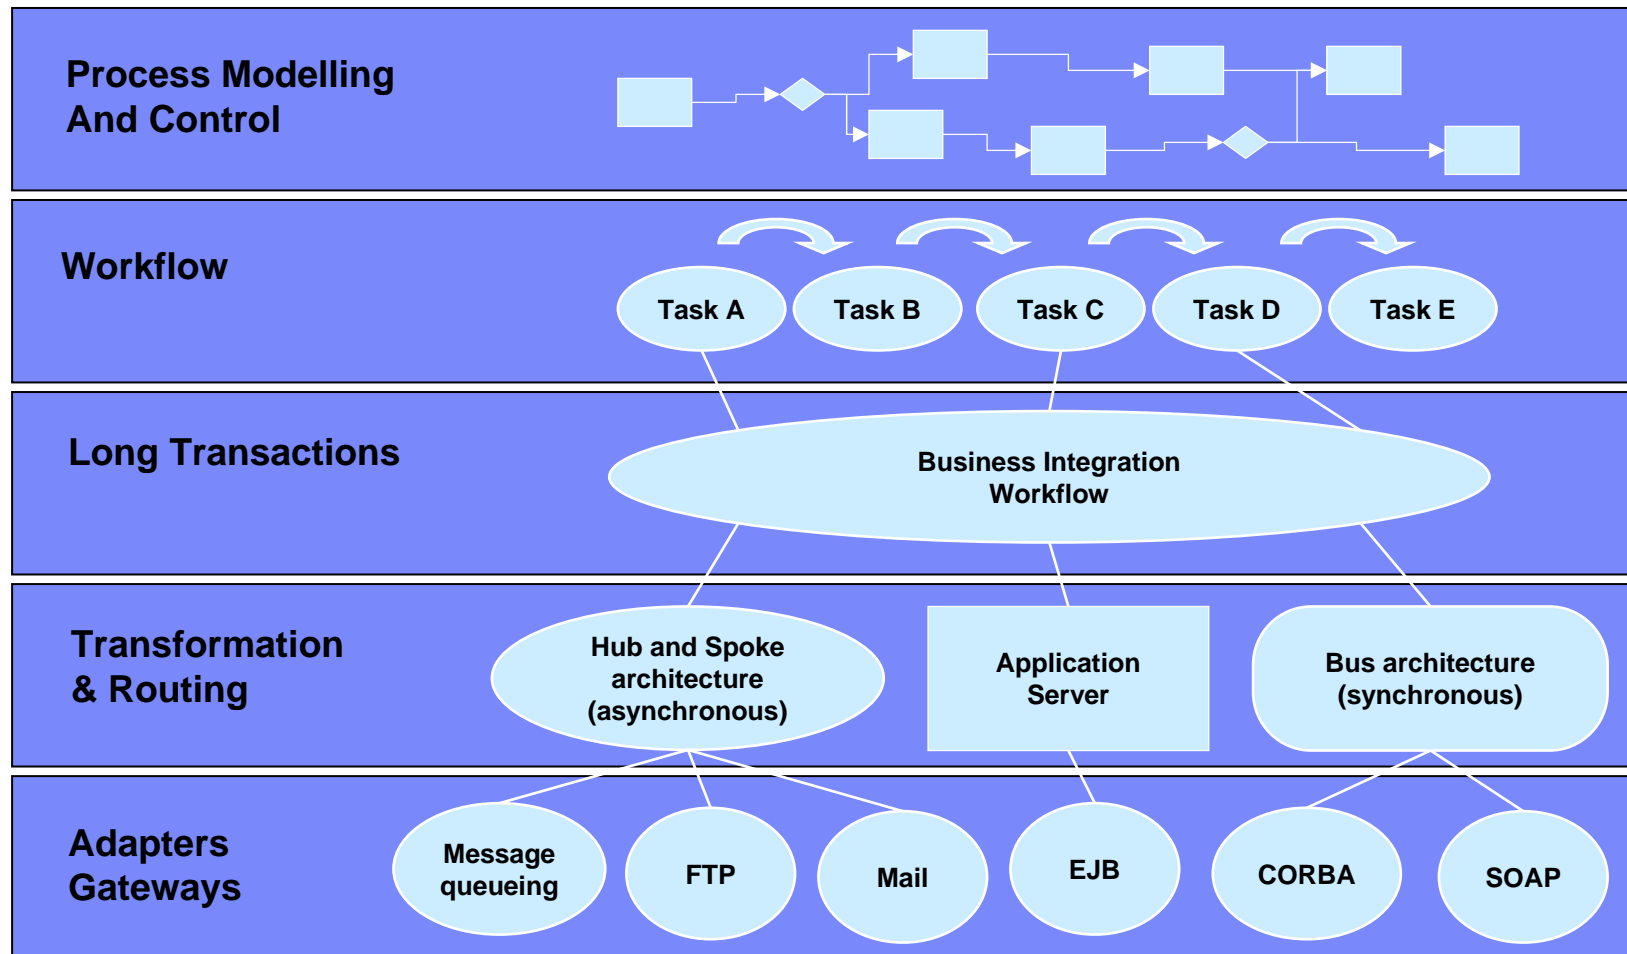 Process Modelling
And Control
Workflow
Task A
Task B
Task C
Task D
Task E
Long Transactions
Business Integration
Workflow
Transformation
& Routing
Hub and Spoke
architecture
(asynchronous)
Application
Server
Bus architecture
(synchronous)
Adapters
Gateways
Message
queueing
FTP
Mail
EJB
CORBA
SOAP